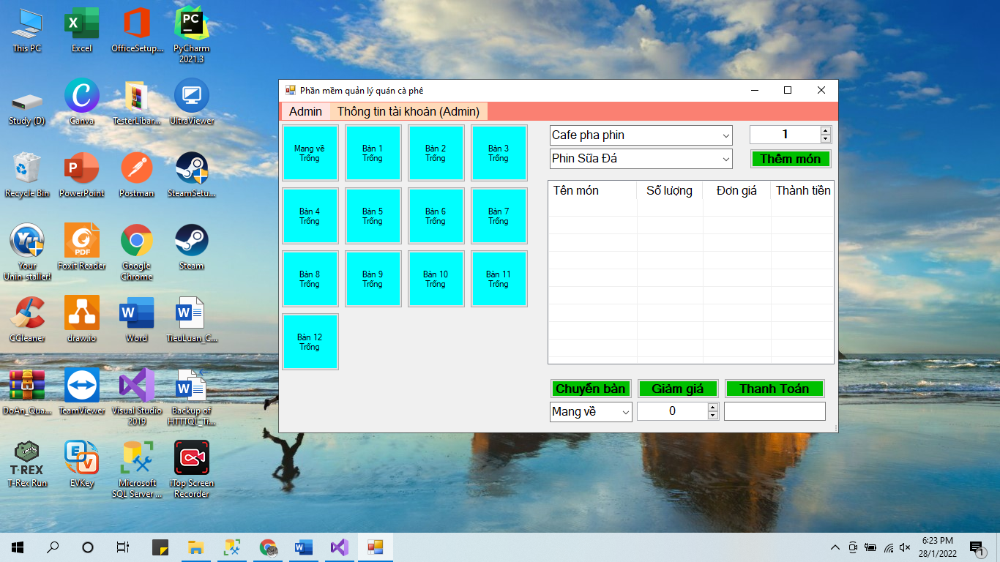 This PC
Excel
OfficeSetup...
PyCharm
2021.3
Study (D)
Canva
TesterLibar...
UltraViewer
Recycle Bin
PowerPoint
Postman
SteamSetu...
Your
Unin-staller!
Foxit Reader
Google
Chrome
Steam
CCleaner
draw.io
Word
TieuLuan_C...
DoAn_Qua...
TeamViewer
Visual Studio
2019
Backup of
HTTTQL_Ti...
T-REX
T-Rex Run
EVKey
Microsoft
SQL Server ...
iTop Screen
Recorder
Phần mềm quản lý quán cà phê
Admin
Thông tin tài khoản (Admin)
Mang về
Trống
Bàn 1
Trống
Bàn 2
Trống
Bàn 3
Trống
Bàn 4
Trống
Bàn 5
Trống
Bàn 6
Trống
Bàn 7
Trống
Bàn 8
Trống
Bàn 9
Trống
Bàn 10
Trống
Bàn 11
Trống
Bàn 12
Trống
Cafe pha phin
1
Phin Sữa Đá
Thêm món
Tên món
Số lượng
Đơn giá
Thành tiền
Chuyển bàn
Giảm giá
Thanh Toán
Mang về
0
6:23 PM
28/1/2022
1